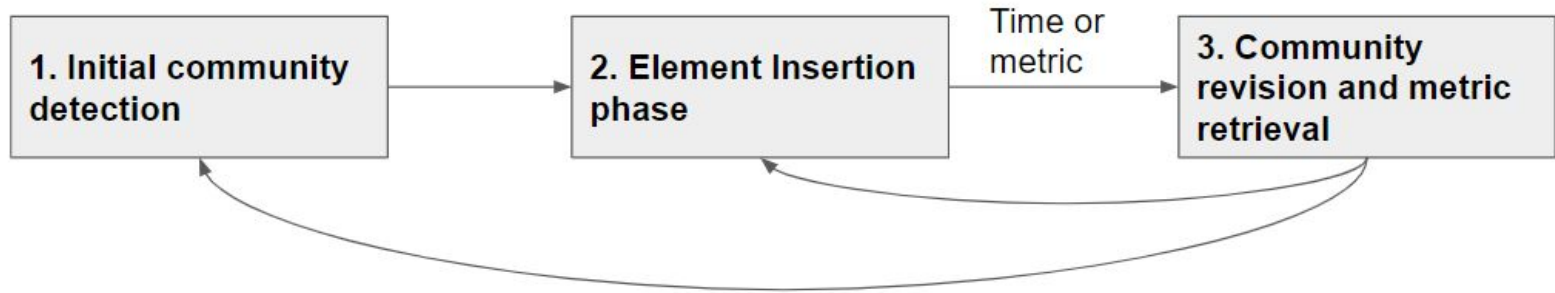 1. Initial community
detection
2. Element Insertion
phase
Time or
metric
3. Community
revision and metric
retrieval